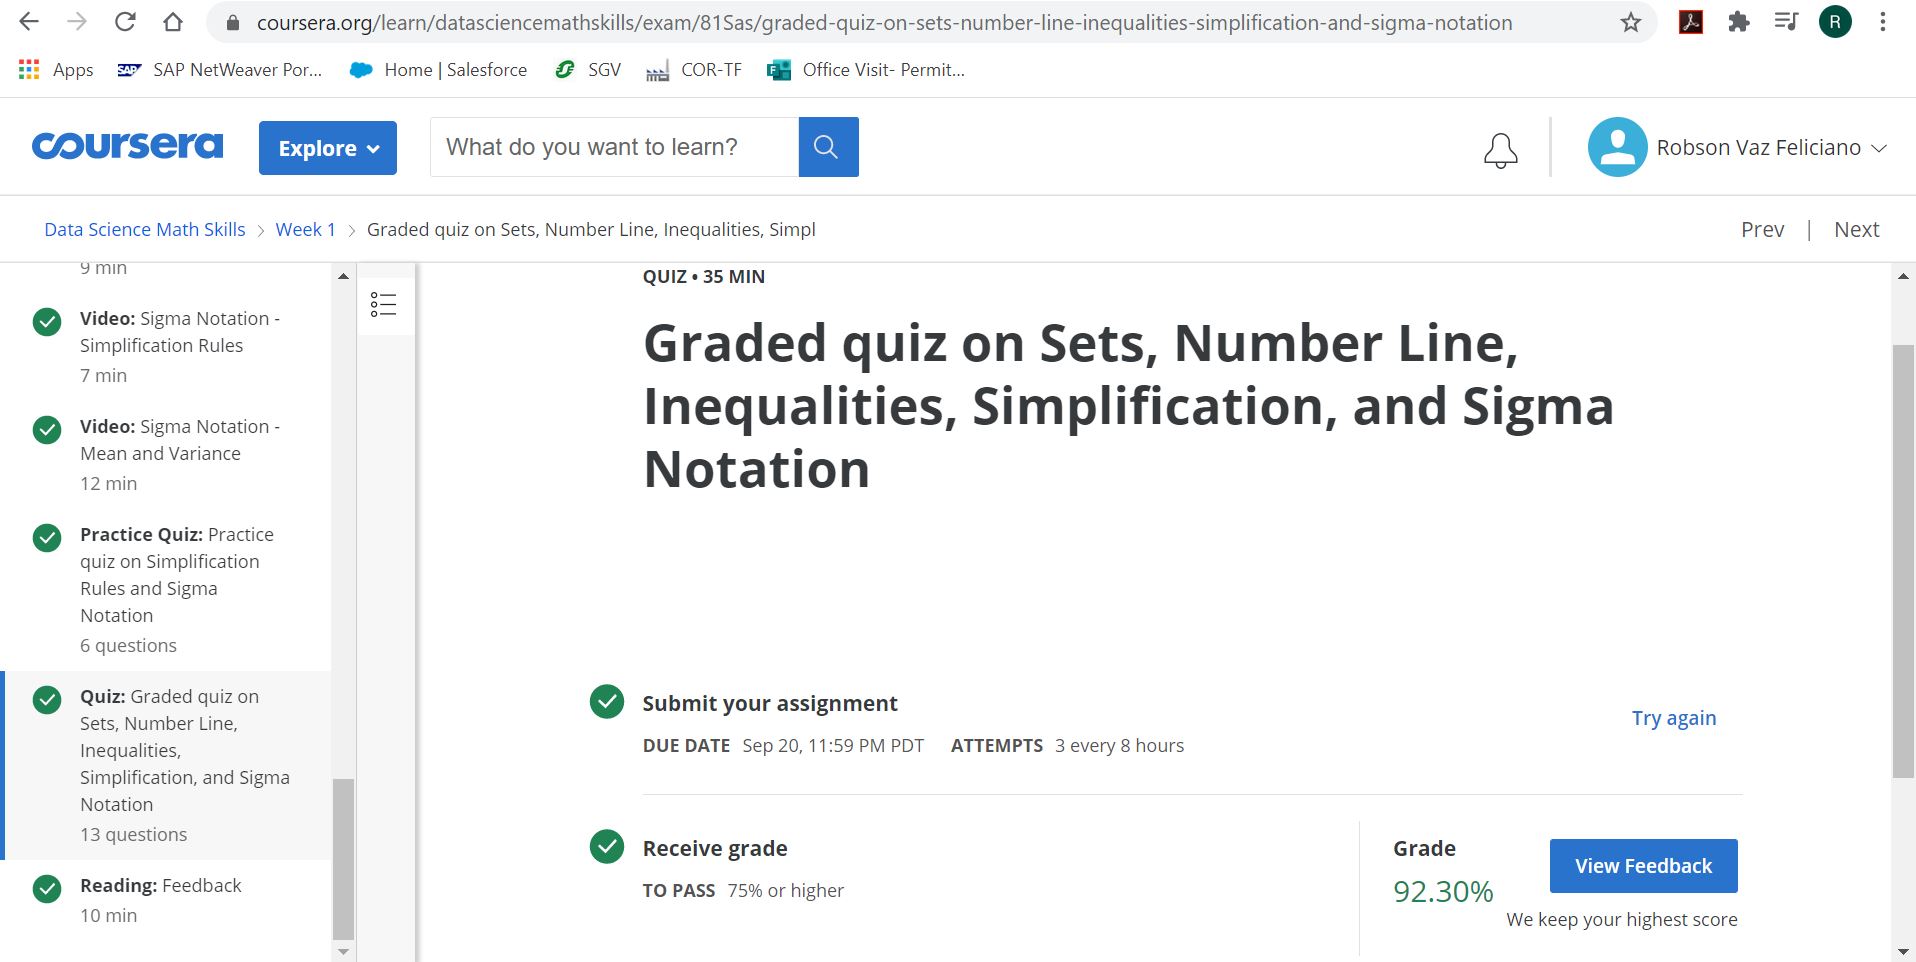 coursera.org/learn/datasciencemathskills/exam/81Sas/graded-quiz-on-sets-number-line-inequalities-simplification-and-sigma-notation
R
Apps
SAP
SAP NetWeaver Por...
Home | Salesforce
SGV
COR-TF
Office Visit- Permit...
coursera
Explore
What do you want to learn?
Robson Vaz Feliciano
Data Science Math Skills > Week 1 > Graded quiz on Sets, Number Line, Inequalities, Simpl
Prev | Next
9 min
Video: Sigma Notation -
Simplification Rules
7 min
Video: Sigma Notation -
Mean and Variance
12 min
Practice Quiz: Practice
quiz on Simplification
Rules and Sigma
Notation
6 questions
Quiz: Graded quiz on
Sets, Number Line,
Inequalities,
Simplification, and Sigma
Notation
13 questions
Reading: Feedback
10 min
QUIZ • 35 MIN
Graded quiz on Sets, Number Line,
Inequalities, Simplification, and Sigma
Notation
Submit your assignment
DUE DATE Sep 20, 11:59 PM PDT ATTEMPTS 3 every 8 hours
Try again
Receive grade
TO PASS 75% or higher
Grade
92.30%
View Feedback
We keep your highest score